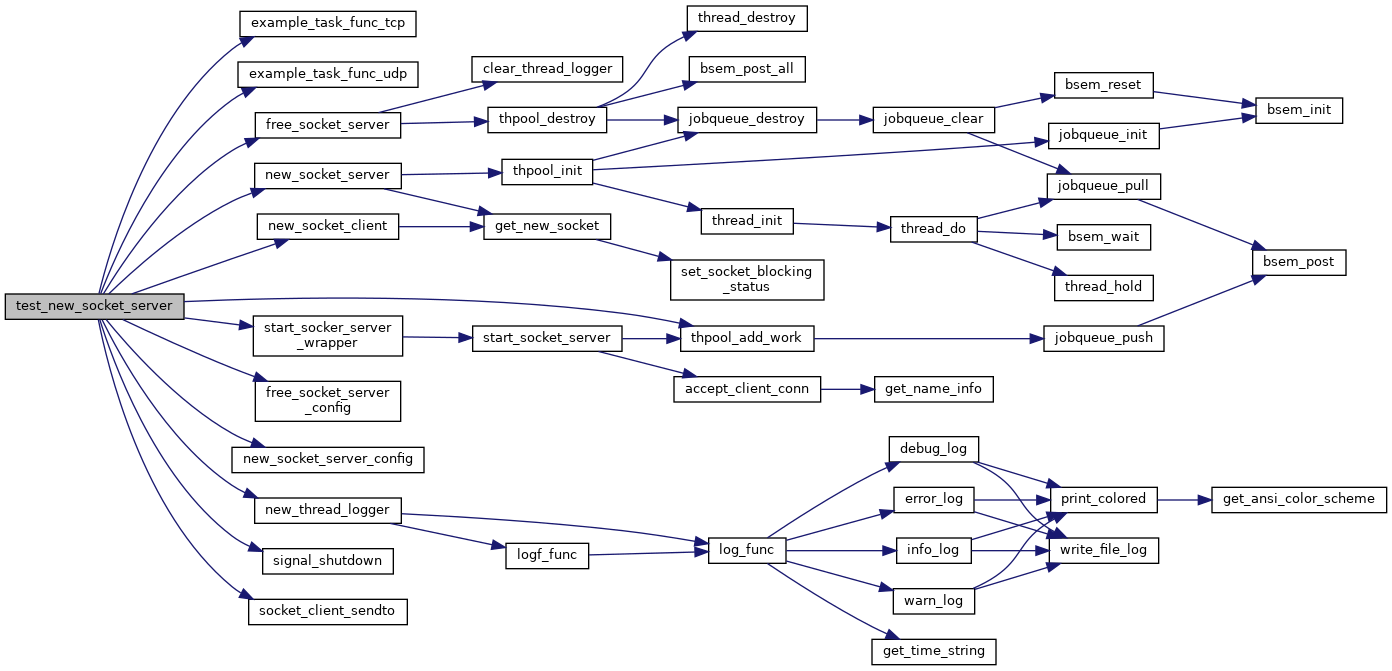 test_new_socket_server
example_task_func_tcp
example_task_func_udp
free_socket_server
new_socket_server
new_socket_client
start_socker_server
_wrapper
free_socket_server
_config
new_socket_server_config
new_thread_logger
signal_shutdown
socket_client_sendto
clear_thread_logger
thpool_destroy
thpool_init
get_new_socket
start_socket_server
logf_func
thread_destroy
bsem_post_all
jobqueue_destroy
thread_init
set_socket_blocking
_status
thpool_add_work
accept_client_conn
log_func
jobqueue_clear
thread_do
get_name_info
debug_log
error_log
info_log
warn_log
get_time_string
bsem_reset
jobqueue_init
jobqueue_pull
bsem_wait
thread_hold
jobqueue_push
print_colored
write_file_log
bsem_init
bsem_post
get_ansi_color_scheme